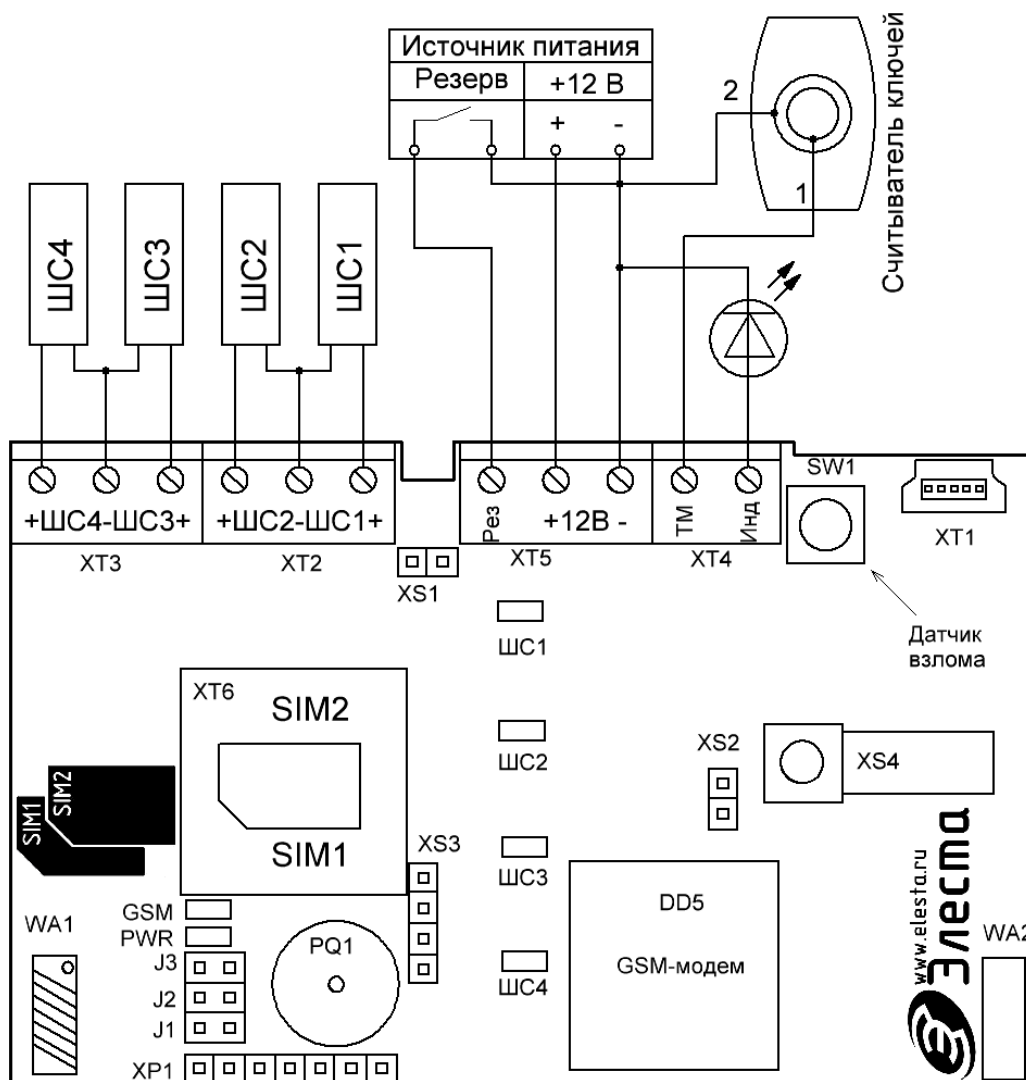 Источник питания
Резерв
+12 В
+
-
2
1
Считыватель ключей
ШС4
ШС3
ШС2
ШС1
+ШС4-ШС3+
+ШС2-ШС1+
Рез
+12В -
ТМ
Инд
SW1
XT1
XT3
XT2
XS1
XT5
XT4
Датчик
взлома
ШС1
XT6
SIM2
SIM1
ШС2
XS2
XS4
SIM1
SIM2
XS3
ШС3
ШС4
GSM
PWR
WA1
J3
J2
J1
PQ1
DD5
GSM-модем
www.elesta.ru
Элеста
WA2
XP1